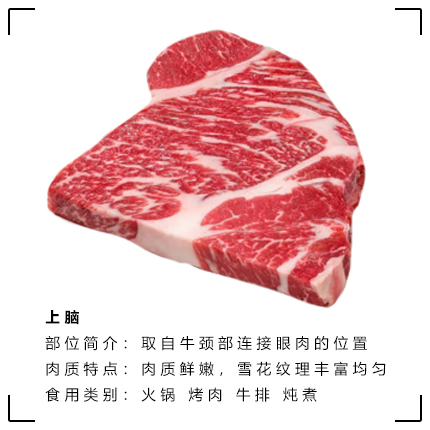 上脑
部位简介：取自牛颈部连接眼肉的位置
肉质特点：肉质鲜嫩，雪花纹理丰富均匀
食用类别：火锅 烤肉 牛排 炖煮